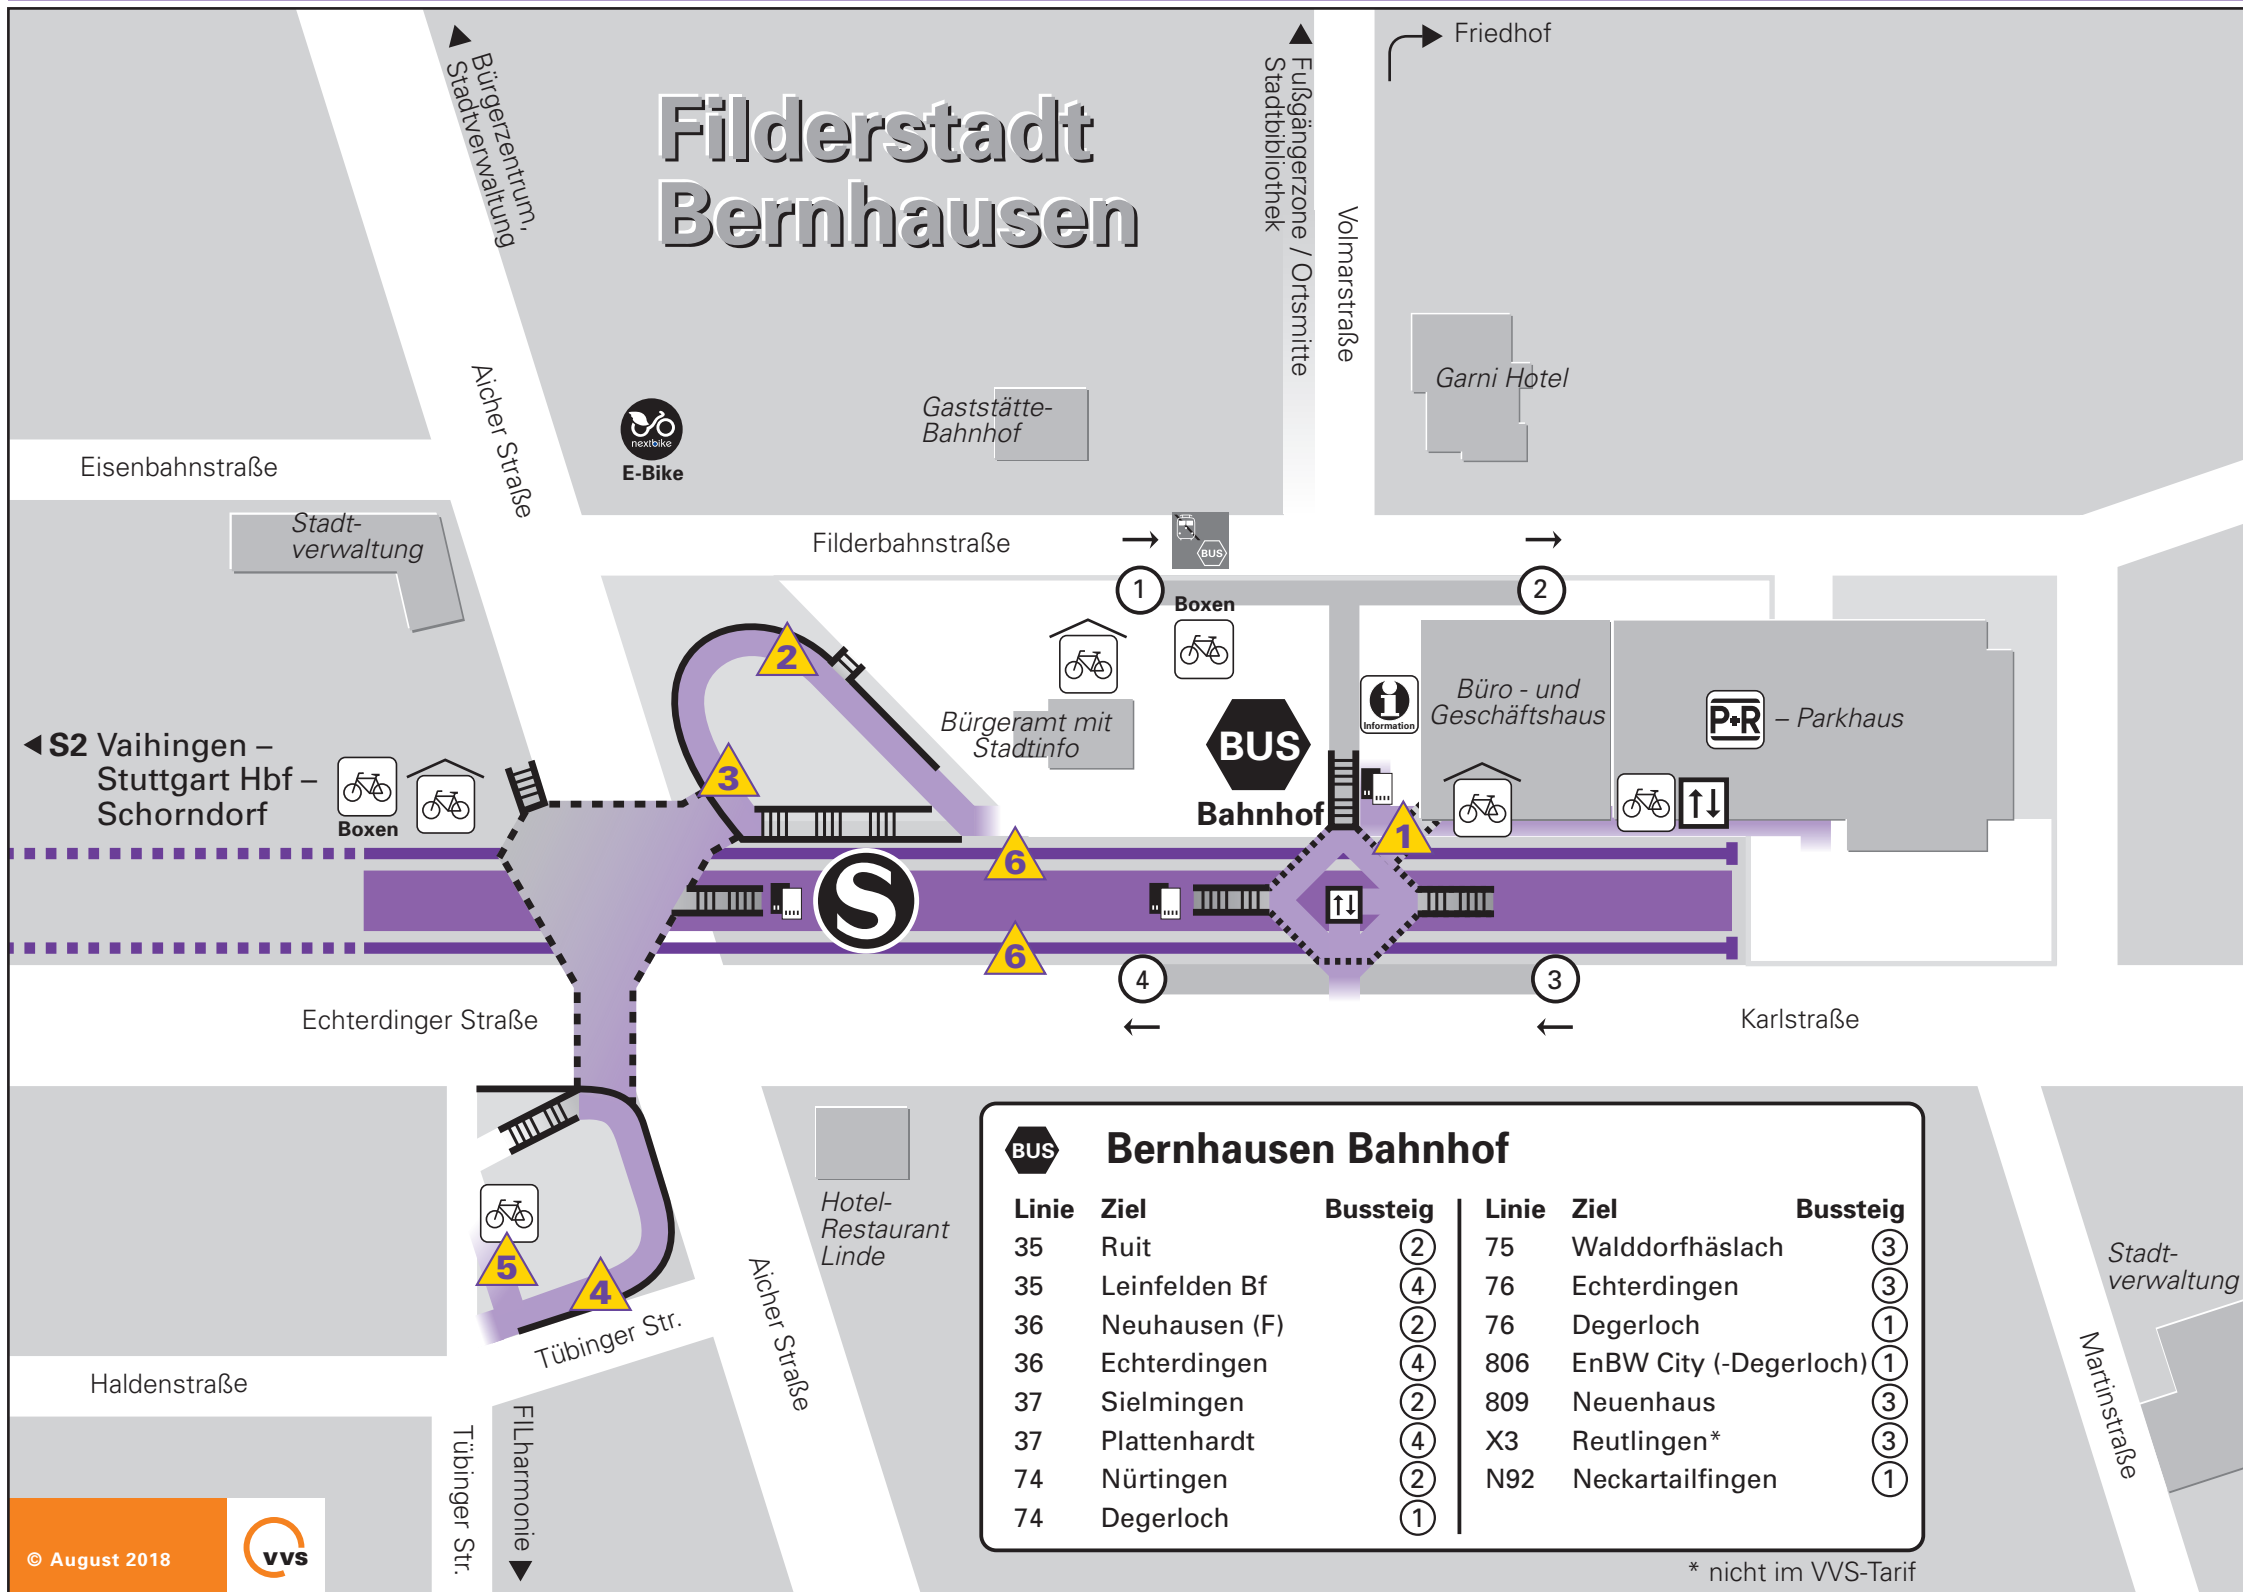 Friedhof
Bürgerzentrum,
Stadtverwaltung
Fußgängerzone / Ortsmitte
Stadtbibliothek
Filderstadt
Bernhausen
Volmarstraße
Aicher Straße
Garni Hotel
Gaststätte-
Bahnhof
nextbike
E-Bike
Eisenbahnstraße
Stadt-
verwaltung
Filderbahnstraße
BUS
1
2
Boxen
2
Bürgeramt mit
Stadtinfo
Information
Büro - und
Geschäftshaus
P+R – Parkhaus
S2 Vaihingen –
Stuttgart Hbf –
Schorndorf
Boxen
3
BUS
Bahnhof
1
6
S
6
4
3
Echterdinger Straße
Karlstraße
Hotel-
Restaurant
Linde
5
4
Tübinger Str.
Aicher Straße
Haldenstraße
Tübinger Str.
FILharmonie
Stadt-
verwaltung
Martinstraße
BUS Bernhausen Bahnhof
Linie Ziel Bussteig
35 Ruit 2
35 Leinfelden Bf 4
36 Neuhausen (F) 2
36 Echterdingen 4
37 Sielmingen 2
37 Plattenhardt 4
74 Nürtingen 2
74 Degerloch 1
Linie Ziel Bussteig
75 Walddorfhäslach 3
76 Echterdingen 3
76 Degerloch 1
806 EnBW City (-Degerloch) 1
809 Neuenhaus 3
X3 Reutlingen* 3
N92 Neckartailfingen 1
* nicht im VVS-Tarif
© August 2018
VVS